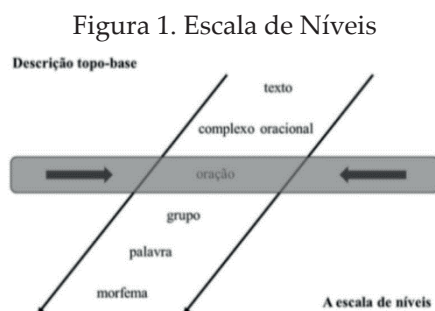 Figura 1. Escala de Níveis
Descrição topo-base
texto
complexo oracional
oração
grupo
palavra
morfema
A escala de níveis